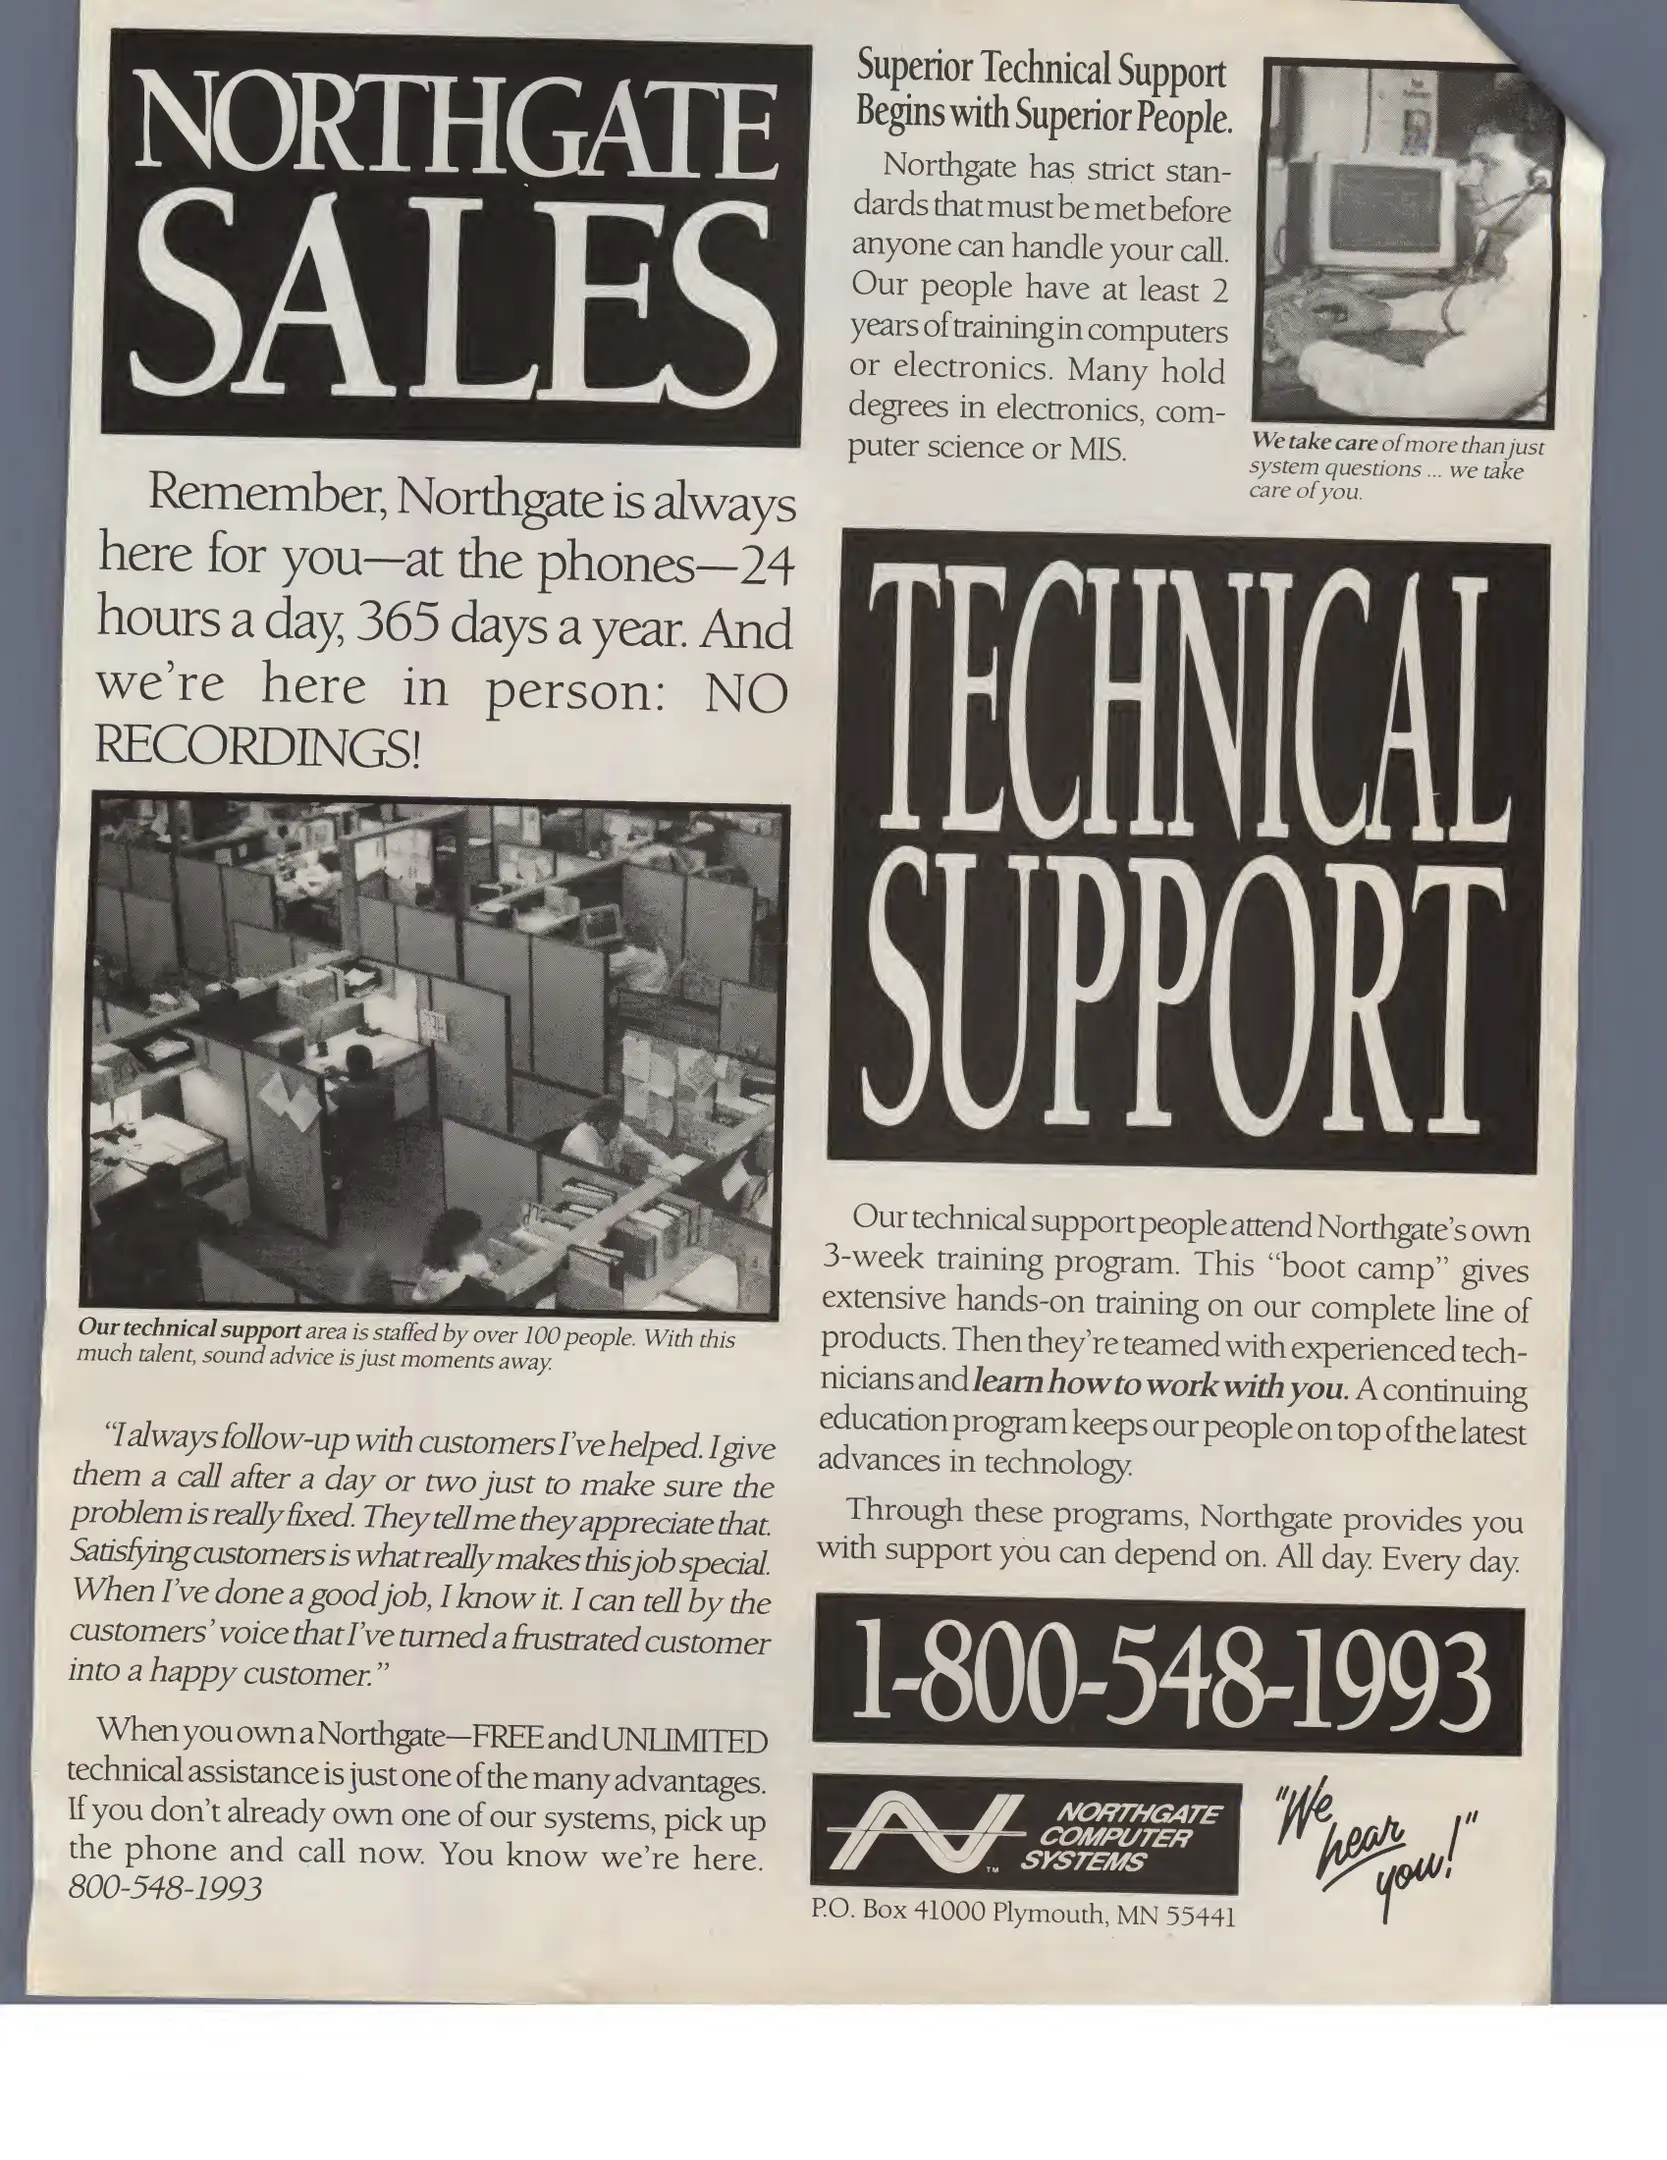 NORTHGATE
SALES
Remember, Northgate is always
here for you—at the phones—24
hours a day, 365 days a year. And
we're here in person: NO
RECORDINGS!
Our technical support area is staffed by over 100 people. With this
much talent, sound advice is just moments away.
“I always follow-up with customers I've helped. I give
them a call after a day or two just to make sure the
problem is really fixed. They tell me they appreciate that.
Satisfying customers is what really makes this job special.
When I've done a good job, I know it. I can tell by the
customers' voice that I've turned a frustrated customer
into a happy customer.”
When you own a Northgate—FREE and UNLIMITED
technical assistance is just one of the many advantages.
If you don't already own one of our systems, pick up
the phone and call now. You know we're here.
800-548-1993
Superior Technical Support
Begins with Superior People.
Northgate has strict stan-
dards that must be met before
anyone can handle your call.
Our people have at least 2
years of training in computers
or electronics. Many hold
degrees in electronics, com-
puter science or MIS.
We take care of more than just
system questions ... we take
care of you.
TECHNICAL
SUPPORT
Our technical support people attend Northgate's own
3-week training program. This “boot camp” gives
extensive hands-on training on our complete line of
products. Then they're teamed with experienced tech-
nicians and learn how to work with you. A continuing
education program keeps our people on top of the latest
advances in technology.
Through these programs, Northgate provides you
with support you can depend on. All day. Every day.
1-800-548-1993
NORTHGATE
COMPUTER
SYSTEMS
TM
P.O. Box 41000 Plymouth, MN 55441
"We
hear
you!"